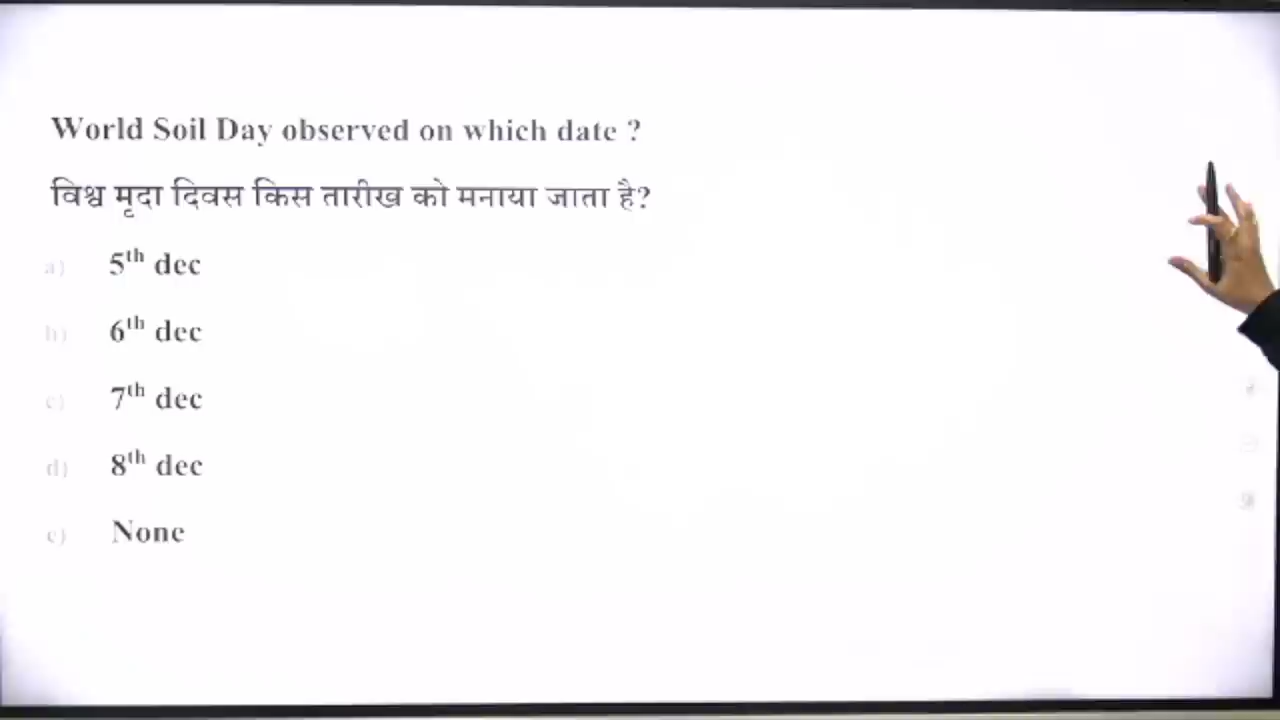 World Soil Day observed on which date ?
विश्व मृदा दिवस किस तारीख को मनाया जाता है?
a) 5th dec
b) 6th dec
c) 7th dec
d) 8th dec
e) None